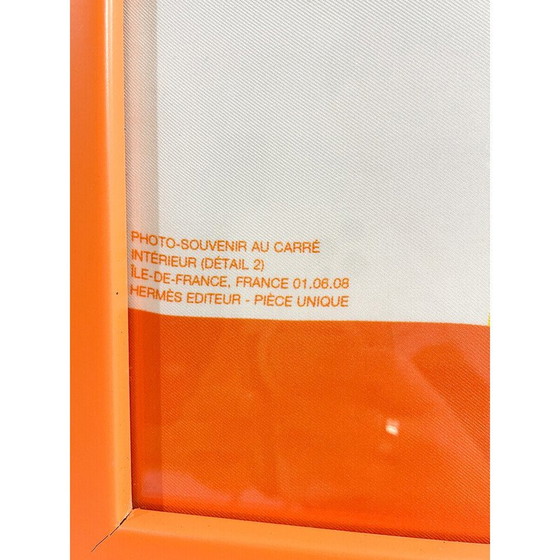 PHOTO-SOUVENIR AU CARRÉ
INTÉRIEUR (DÉTAIL 2)
ÎLE-DE-FRANCE, FRANCE 01.06.08
HERMÈS EDITEUR - PIÈCE UNIQUE